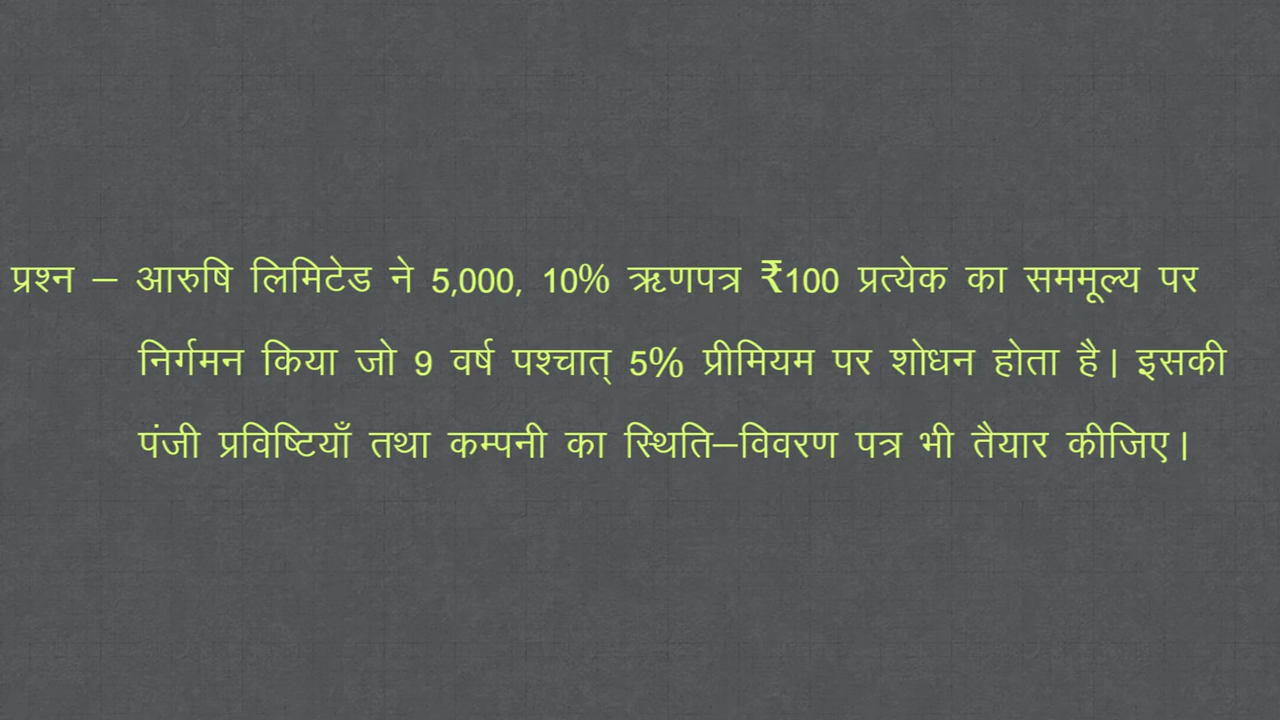 प्रश्न – आरुषि लिमिटेड ने 5,000, 10% ऋणपत्र ₹100 प्रत्येक का सममूल्य पर
निर्गमन किया जो 9 वर्ष पश्चात् 5% प्रीमियम पर शोधन होता है। इसकी
पंजी प्रविष्टियाँ तथा कम्पनी का स्थिति–विवरण पत्र भी तैयार कीजिए।